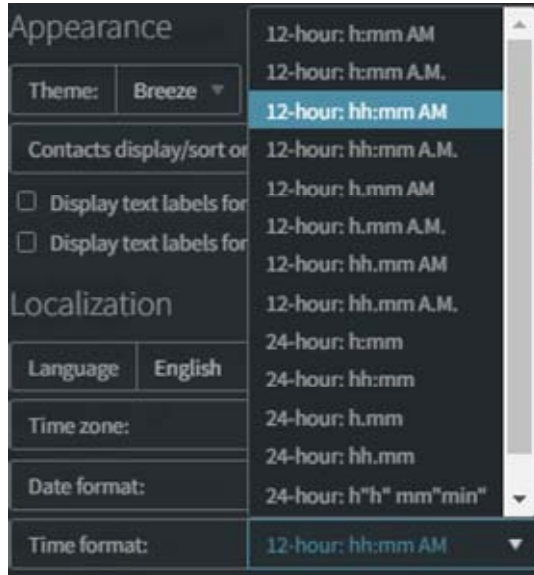 Appearance
Theme: Breeze
Contacts display/sort or
Display text labels for
Display text labels for
Localization
Language English
Time zone:
Date format:
Time format: 12-hour: hh:mm AM
12-hour: h:mm AM
12-hour: h:mm A.M.
12-hour: hh:mm AM
12-hour: hh:mm A.M.
12-hour: h.mm AM
12-hour: h.mm A.M.
12-hour: hh.mm AM
12-hour: hh.mm A.M.
24-hour: h:mm
24-hour: hh:mm
24-hour: h.mm
24-hour: hh.mm
24-hour: h"h" mm"min"